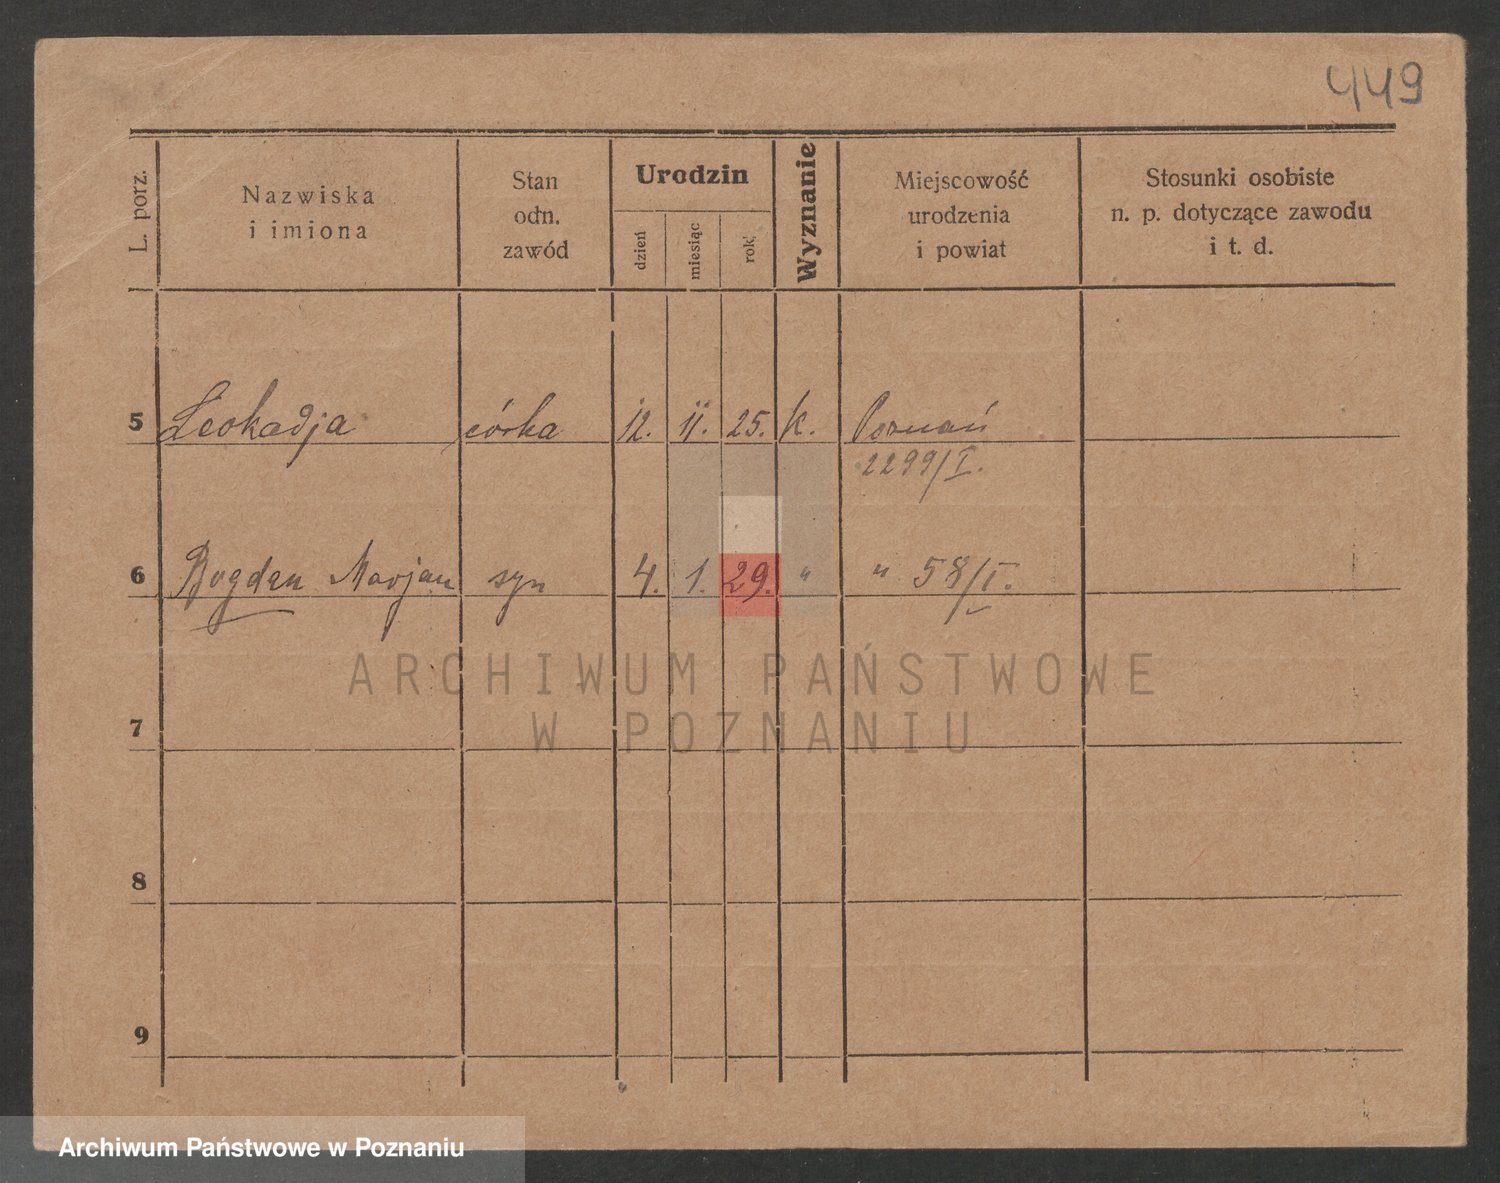 449
L. porz.
Nazwiska
i imiona
Stan
odn.
zawód
Urodzin
dzień
miesiąc
rok
Wyznanie
Miejscowość
urodzenia
i powiat
Stosunki osobiste
n. p. dotyczące zawodu
i t. d.
5 Leokadja córka 12. 11. 25. k. Poznań
2299/I.
6 Bogdan Marjan syn 4. 1. 29. " " 58/I.
ARCHIWUM PAŃSTWOWE
W POZNANIU
7
8
9
Archiwum Państwowe w Poznaniu